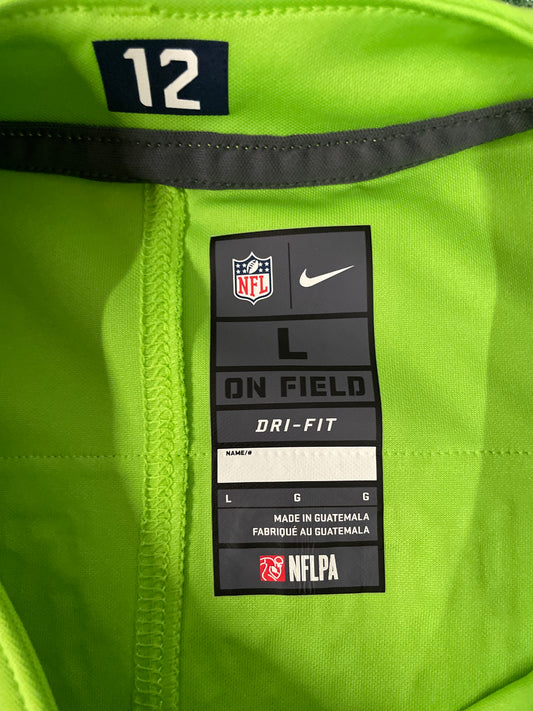 12
NFL
L
ON FIELD
DRI-FIT
NAME/#
L G G
MADE IN GUATEMALA
FABRIQUÉ AU GUATEMALA
NFLPA